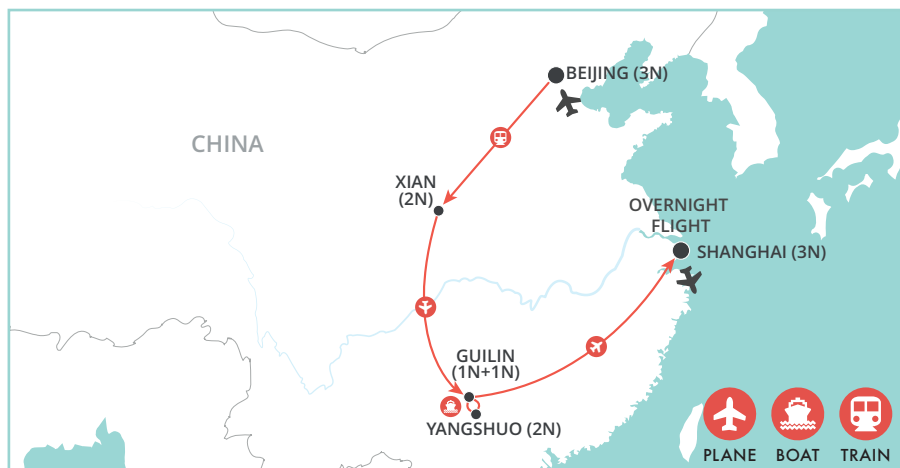 BEIJING (3N)
CHINA
XIAN
(2N)
OVERNIGHT
FLIGHT
SHANGHAI (3N)
GUILIN
(1N+1N)
YANGSHUO (2N)
PLANE
BOAT
TRAIN